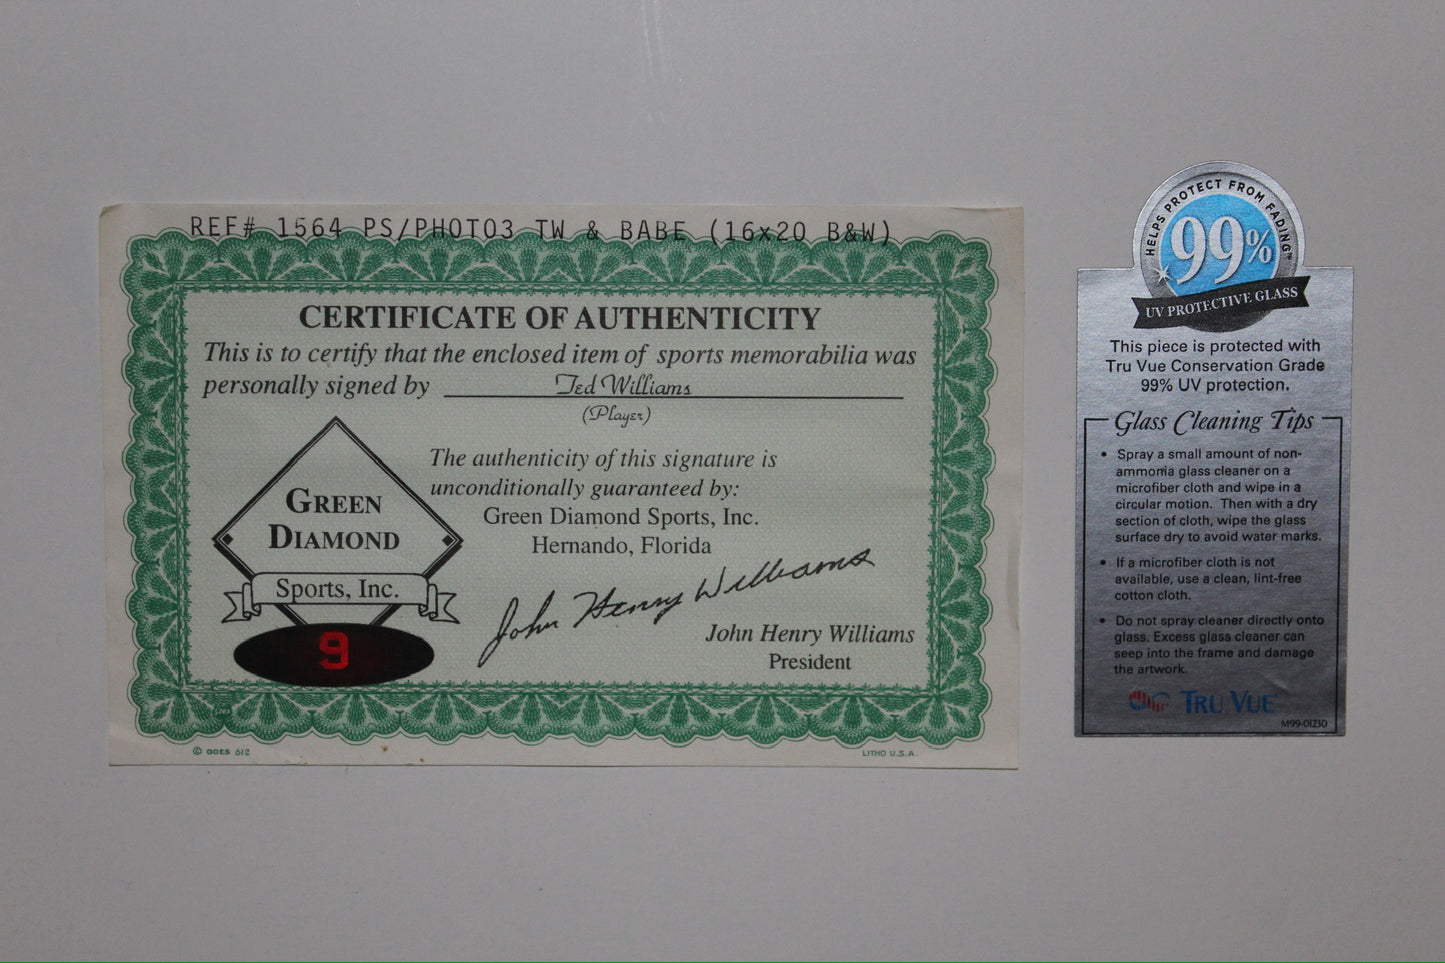 REF# 1564 PS/PHOTO3 TW & BABE (16x20 B&W)
CERTIFICATE OF AUTHENTICITY
This is to certify that the enclosed item of sports memorabilia was
personally signed by Ted Williams
(Player)
The authenticity of this signature is
unconditionally guaranteed by:
Green Diamond Sports, Inc.
Hernando, Florida
GREEN
DIAMOND
Sports, Inc.
9
John Henry Williams
John Henry Williams
President
© GOES 612
LITHO U.S.A.
HELPS PROTECT FROM FADING™
99%
UV PROTECTIVE GLASS
This piece is protected with
Tru Vue Conservation Grade
99% UV protection.
Glass Cleaning Tips
• Spray a small amount of non-
ammonia glass cleaner on a
microfiber cloth and wipe in a
circular motion. Then with a dry
section of cloth, wipe the glass
surface dry to avoid water marks.
• If a microfiber cloth is not
available, use a clean, lint-free
cotton cloth.
• Do not spray cleaner directly onto
glass. Excess glass cleaner can
seep into the frame and damage
the artwork.
TRU VUE
M99-01230